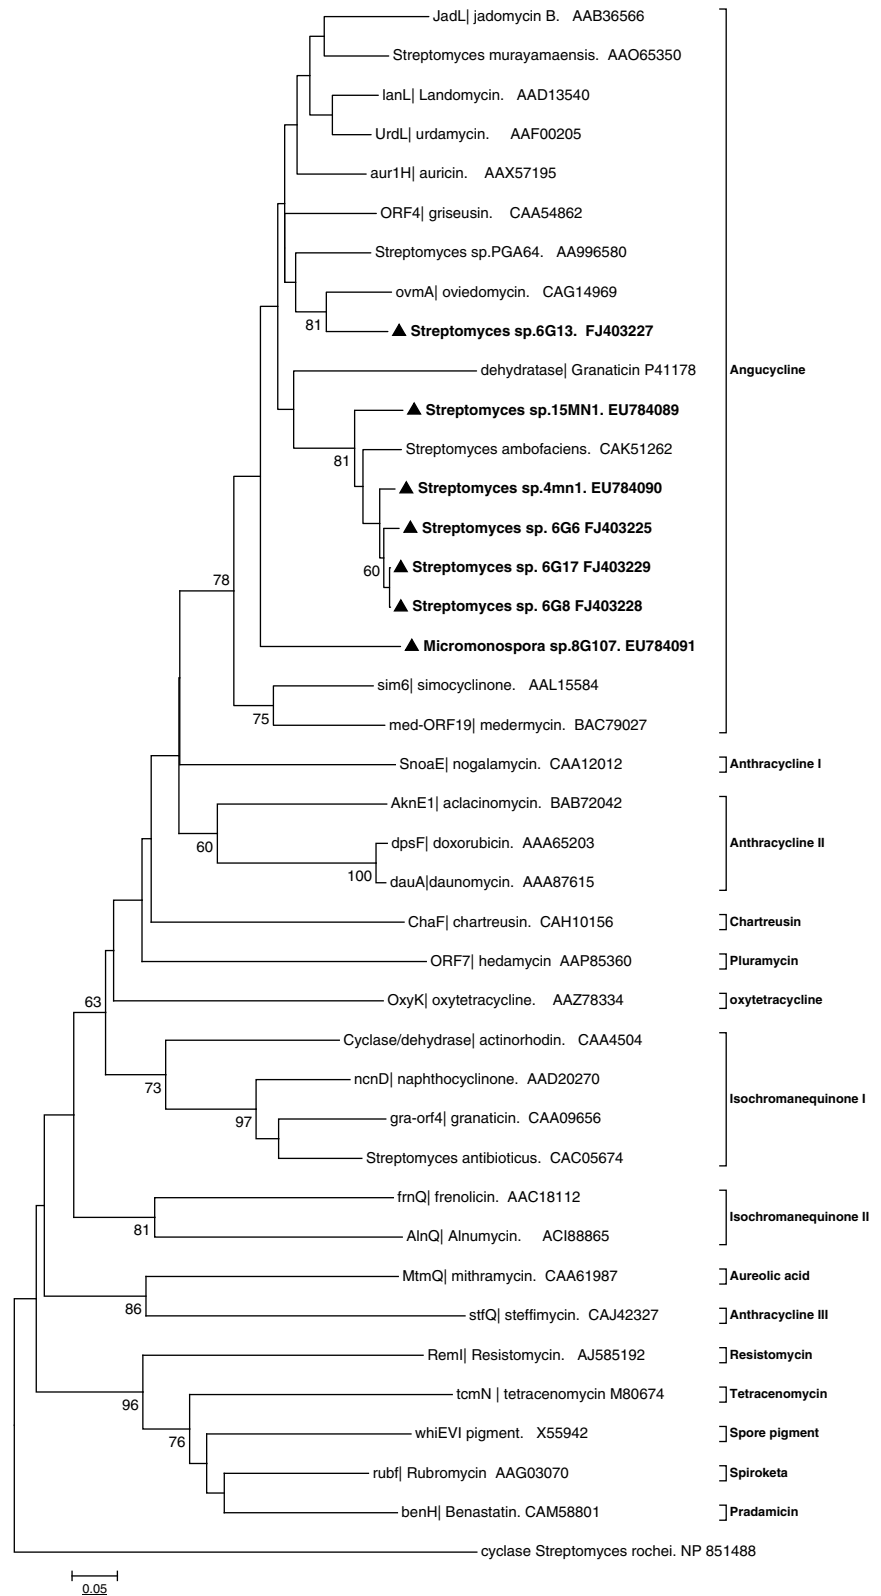 JadL| jadomycin B. AAB36566
Streptomyces murayamaensis. AAO65350
lanL| Landomycin. AAD13540
UrdL| urdamycin. AAF00205
aur1H| auricin. AAX57195
ORF4| griseusin. CAA54862
Streptomyces sp.PGA64. AA996580
ovmA| oviedomycin. CAG14969
81
Streptomyces sp.6G13. FJ403227
dehydratase| Granaticin P41178
Angucycline
Streptomyces sp.15MN1. EU784089
Streptomyces ambofaciens. CAK51262
81
Streptomyces sp.4mn1. EU784090
Streptomyces sp. 6G6 FJ403225
Streptomyces sp. 6G17 FJ403229
60
78
Streptomyces sp. 6G8 FJ403228
Micromonospora sp.8G107. EU784091
sim6| simocyclinone. AAL15584
75
med-ORF19| medermycin. BAC79027
SnoaE| nogalamycin. CAA12012
Anthracycline I
AknE1| aclacinomycin. BAB72042
60
dpsF| doxorubicin. AAA65203
Anthracycline II
100
dauA|daunomycin. AAA87615
ChaF| chartreusin. CAH10156
Chartreusin
ORF7| hedamycin AAP85360
Pluramycin
63
OxyK| oxytetracycline. AAZ78334
oxytetracycline
Cyclase/dehydrase| actinorhodin. CAA4504
73
ncnD| naphthocyclinone. AAD20270
Isochromanequinone I
97
gra-orf4| granaticin. CAA09656
Streptomyces antibioticus. CAC05674
frnQ| frenolicin. AAC18112
Isochromanequinone II
81
AlnQ| Alnumycin. ACI88865
MtmQ| mithramycin. CAA61987
Aureolic acid
86
stfQ| steffimycin. CAJ42327
Anthracycline III
RemI| Resistomycin. AJ585192
Resistomycin
96
tcmN | tetracenomycin M80674
Tetracenomycin
76
whiEVI pigment. X55942
Spore pigment
rubf| Rubromycin AAG03070
Spiroketa
benH| Benastatin. CAM58801
Pradamicin
cyclase Streptomyces rochei. NP 851488
0.05